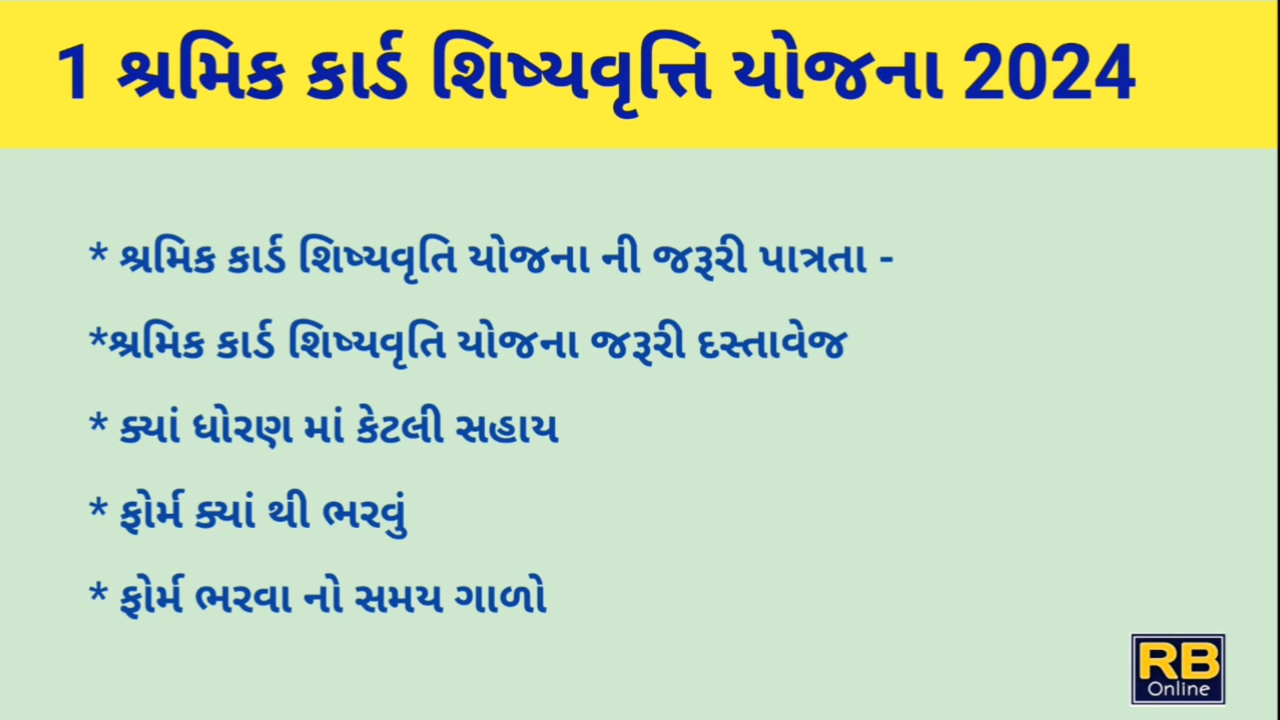 1 શ્રમિક કાર્ડ શિષ્યવૃત્તિ યોજના 2024
* શ્રમિક કાર્ડ શિષ્યવૃતિ યોજના ની જરૂરી પાત્રતા -
*શ્રમિક કાર્ડ શિષ્યવૃતિ યોજના જરૂરી દસ્તાવેજ
* ક્યાં ધોરણ માં કેટલી સહાય
* ફોર્મ ક્યાં થી ભરવું
* ફોર્મ ભરવા નો સમય ગાળો
RB
Online